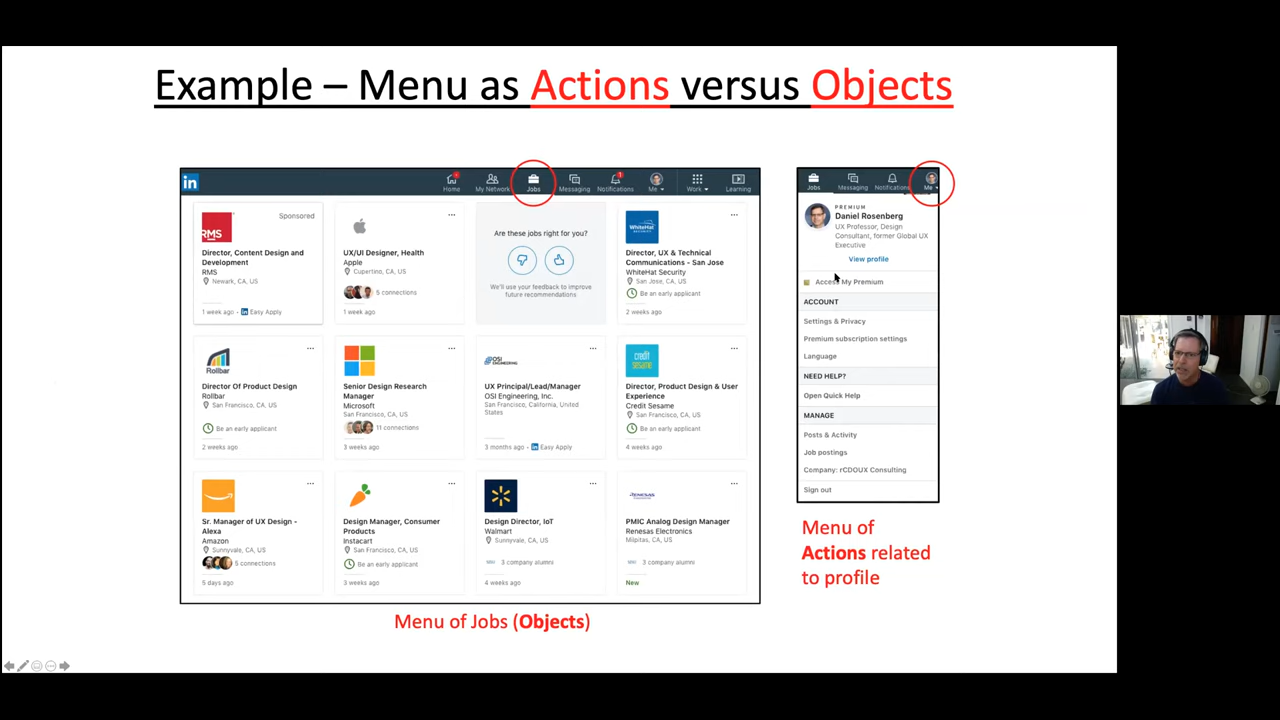 Example – Menu as Actions versus Objects
in
Home
My Network
Jobs
Messaging
Notifications
Me
Work
Learning
RMS
Sponsored
Director, Content Design and
Development
RMS
Newark, CA, US
1 week ago • in Easy Apply
UX/UI Designer, Health
Apple
Cupertino, CA, US
5 connections
1 week ago
Are these jobs right for you?
We'll use your feedback to improve
future recommendations
WhiteHat
SECURITY
Director, UX & Technical
Communications - San Jose
WhiteHat Security
San Jose, CA, US
Be an early applicant
2 weeks ago
Rollbar
Director Of Product Design
Rollbar
San Francisco, CA, US
Be an early applicant
2 weeks ago
Senior Design Research
Manager
Microsoft
San Francisco, CA, US
11 connections
3 weeks ago
OSI
ENGINEERING
UX Principal/Lead/Manager
OSI Engineering, Inc.
San Francisco, California, United
States
3 months ago • in Easy Apply
credit
sesame
Director, Product Design & User
Experience
Credit Sesame
San Francisco, CA, US
Be an early applicant
4 weeks ago
Sr. Manager of UX Design -
Alexa
Amazon
Sunnyvale, CA, US
5 connections
5 days ago
Design Manager, Consumer
Products
Instacart
San Francisco, CA, US
Be an early applicant
3 weeks ago
Design Director, IoT
Walmart
Sunnyvale, CA, US
3 company alumni
4 weeks ago
RENESAS
PMIC Analog Design Manager
Renesas Electronics
Milpitas, CA, US
3 company alumni
New
Menu of Jobs (Objects)
Jobs
Messaging
Notifications
Me
PREMIUM
Daniel Rosenberg
UX Professor, Design
Consultant, former Global UX
Executive
View profile
Access My Premium
ACCOUNT
Settings & Privacy
Premium subscription settings
Language
NEED HELP?
Open Quick Help
MANAGE
Posts & Activity
Job postings
Company: rCDOUX Consulting
Sign out
Menu of
Actions related
to profile